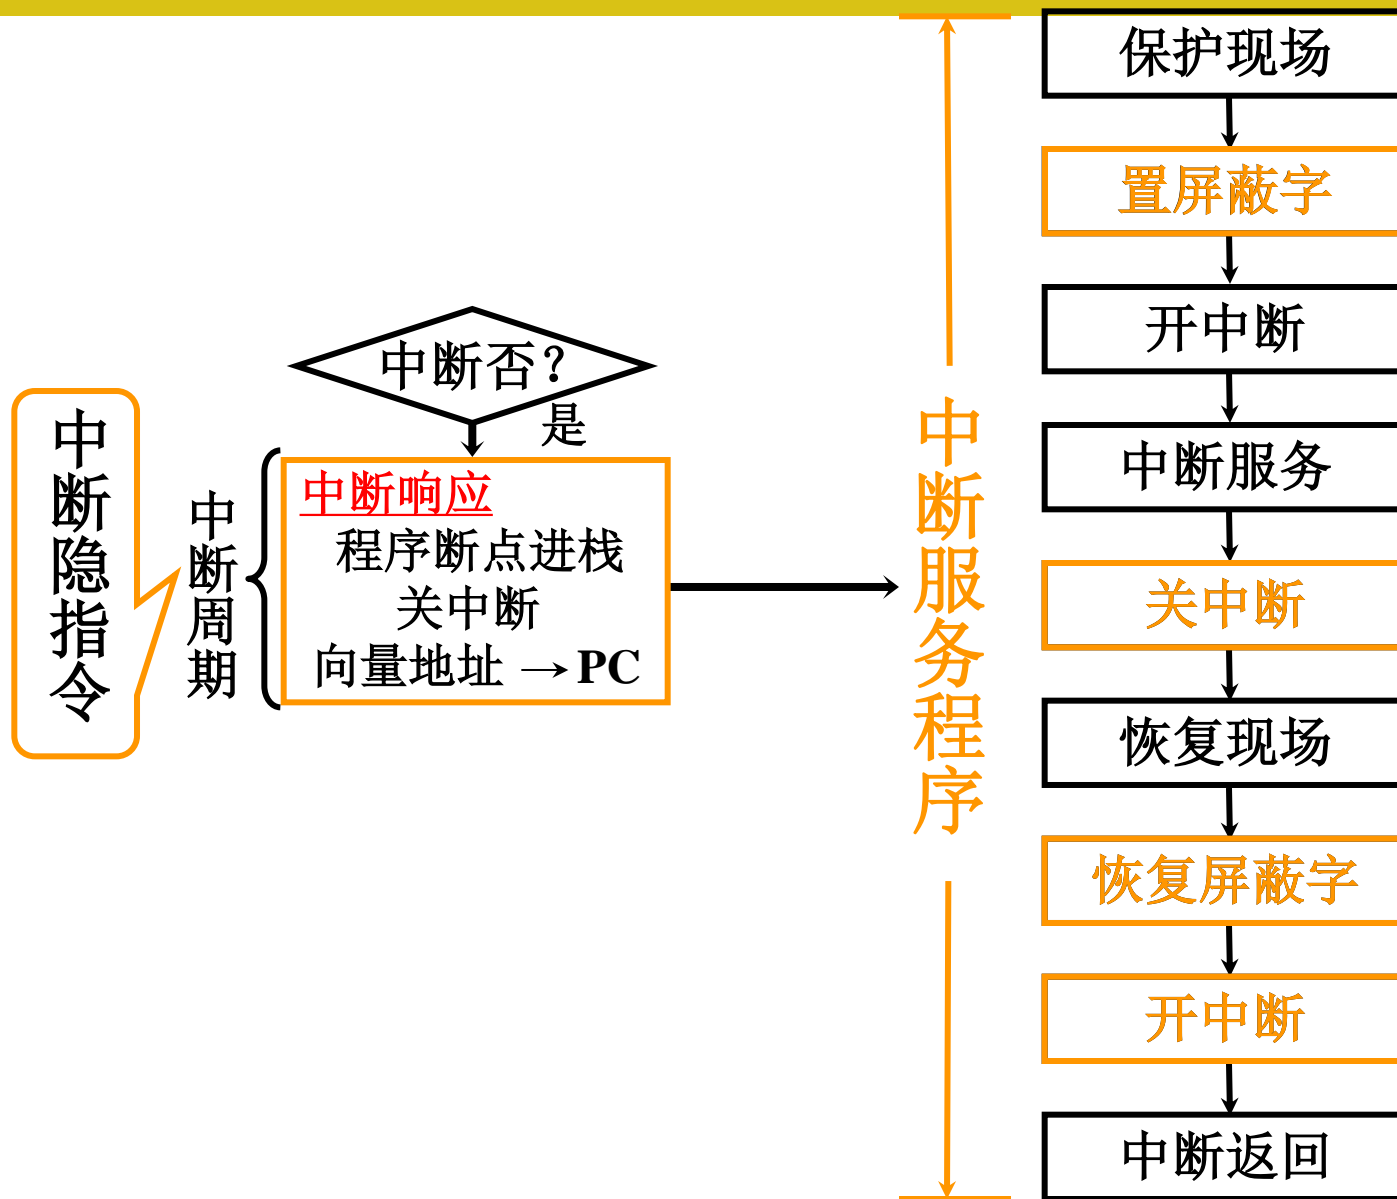 中断隐指令
中断周期
中断否？
是
中断响应
程序断点进栈
关中断
向量地址 → PC
中断服务程序
保护现场
置屏蔽字
开中断
中断服务
关中断
恢复现场
恢复屏蔽字
开中断
中断返回